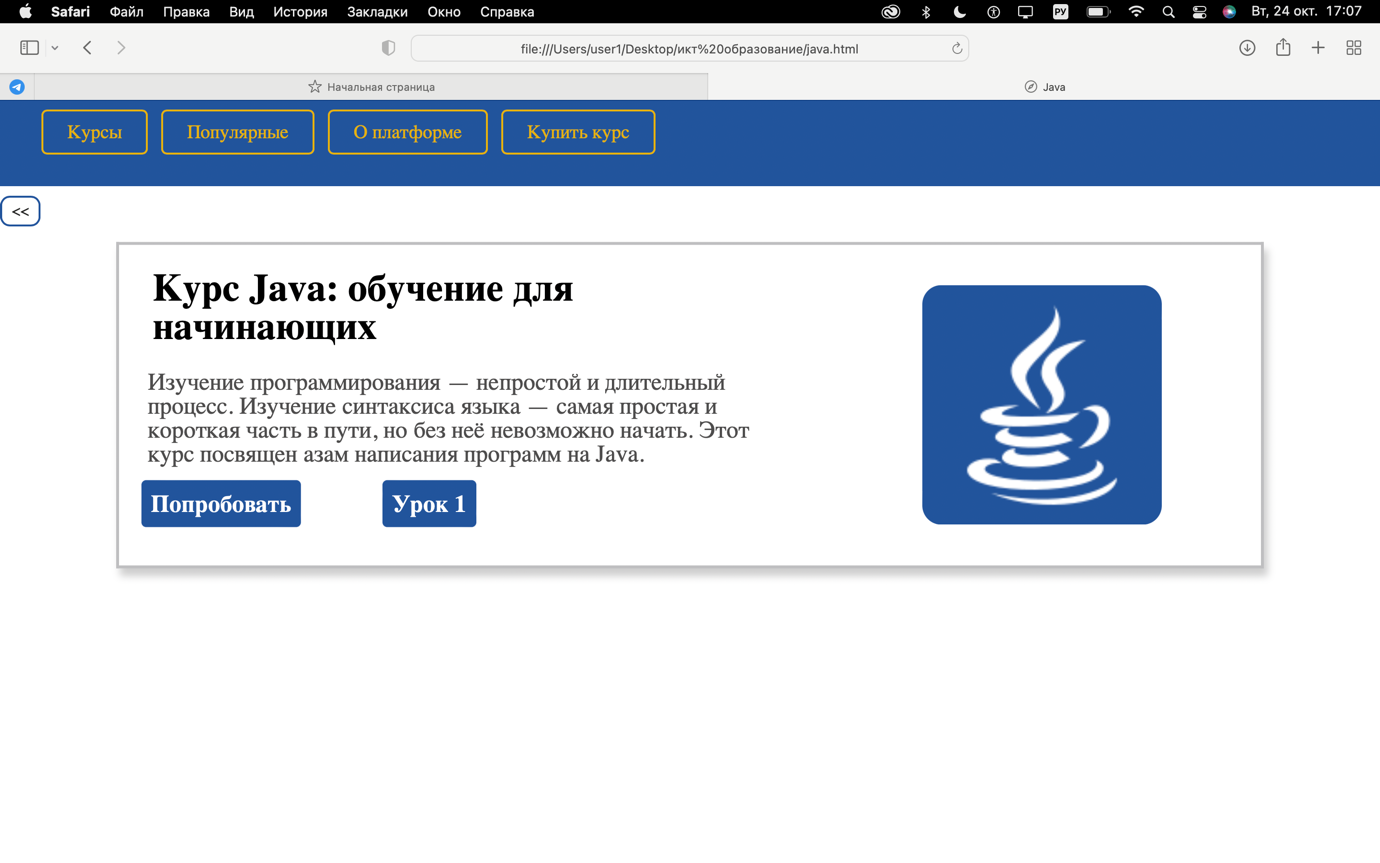 Safari Файл Правка Вид История Закладки Окно Справка РУ Вт, 24 окт. 17:07
file:///Users/user1/Desktop/икт%20образование/java.html
Начальная страница Java
Курсы Популярные О платформе Купить курс
<<
Курс Java: обучение для
начинающих
Изучение программирования — непростой и длительный
процесс. Изучение синтаксиса языка — самая простая и
короткая часть в пути, но без неё невозможно начать. Этот
курс посвящен азам написания программ на Java.
Попробовать Урок 1